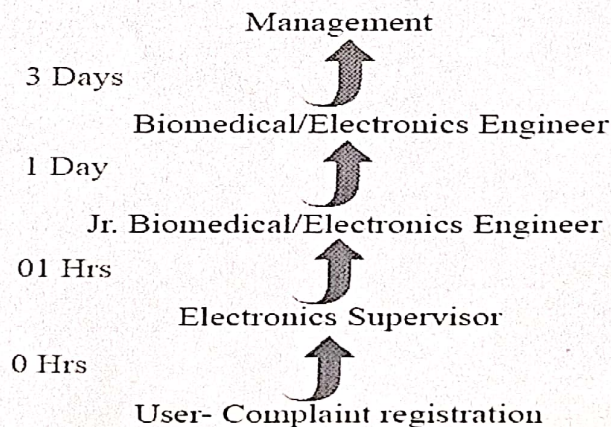 Management
3 Days
Biomedical/Electronics Engineer
1 Day
Jr. Biomedical/Electronics Engineer
01 Hrs
Electronics Supervisor
0 Hrs
User- Complaint registration